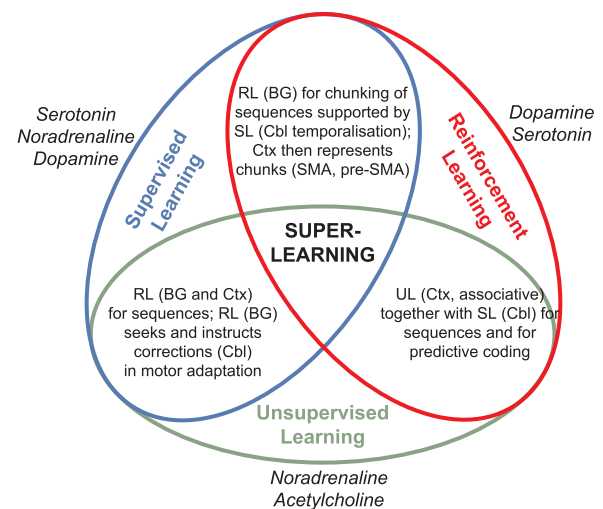 RL (BG) for chunking of
sequences supported by
SL (Cbl temporalisation);
Ctx then represents
chunks (SMA, pre-SMA)
Serotonin
Noradrenaline
Dopamine
Dopamine
Serotonin
Supervised
Learning
Reinforcement
Learning
SUPER-
LEARNING
RL (BG and Ctx)
for sequences; RL (BG)
seeks and instructs
corrections (Cbl)
in motor adaptation
UL (Ctx, associative)
together with SL (Cbl) for
sequences and for
predictive coding
Unsupervised
Learning
Noradrenaline
Acetylcholine